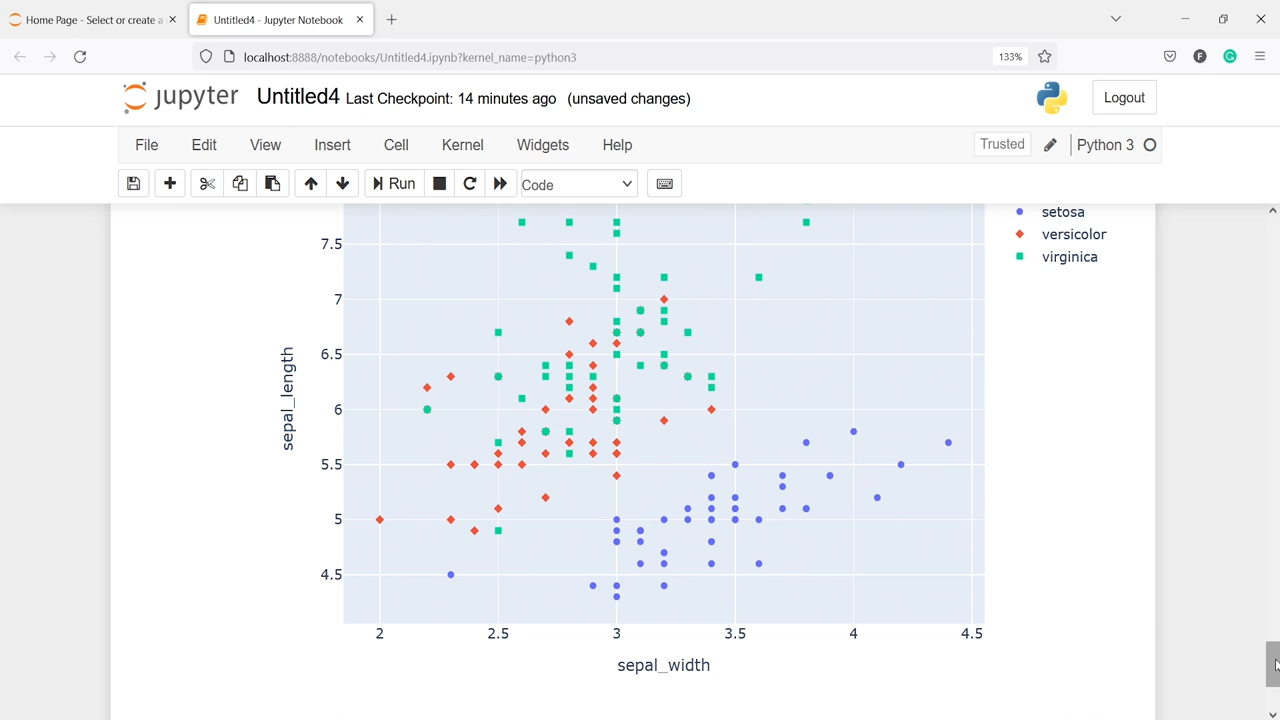 Home Page - Select or create a
Untitled4 - Jupyter Notebook
localhost:8888/notebooks/Untitled4.ipynb?kernel_name=python3
133%
F
G
jupyter Untitled4 Last Checkpoint: 14 minutes ago (unsaved changes)
Logout
File Edit View Insert Cell Kernel Widgets Help
Trusted Python 3
Run Code
setosa
versicolor
virginica
7.5
7
6.5
6
5.5
5
4.5
sepal_length
2 2.5 3 3.5 4 4.5
sepal_width